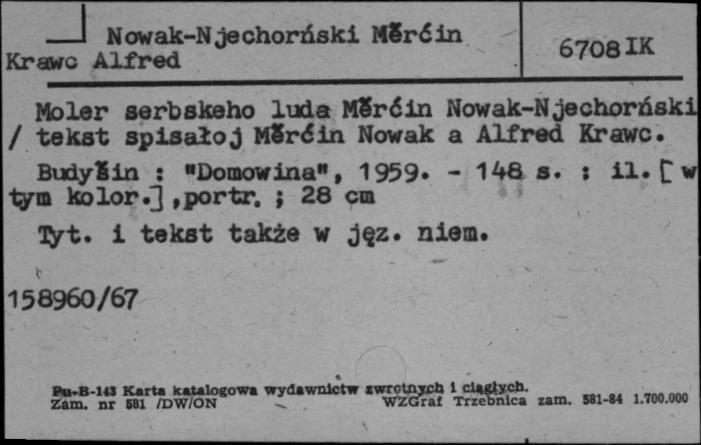 Nowak-Njechorński Měrćin
Krawc Alfred
6708 IK
Moler serbskeho luda Měrćin Nowak-Njechorński
/ tekst spisałoj Měrćin Nowak a Alfred Krawc.
Budyšin : "Domowina", 1959. - 148 s. : il. [w
tym kolor.] ,portr. ; 28 cm
Tyt. i tekst także w jęz. niem.
158960/67
Pu-B-143 Karta katalogowa wydawnictw zwrotnych i ciągłych.
Zam. nr 581 /DW/ON WZGraf Trzebnica zam. 581-84 1.700.000